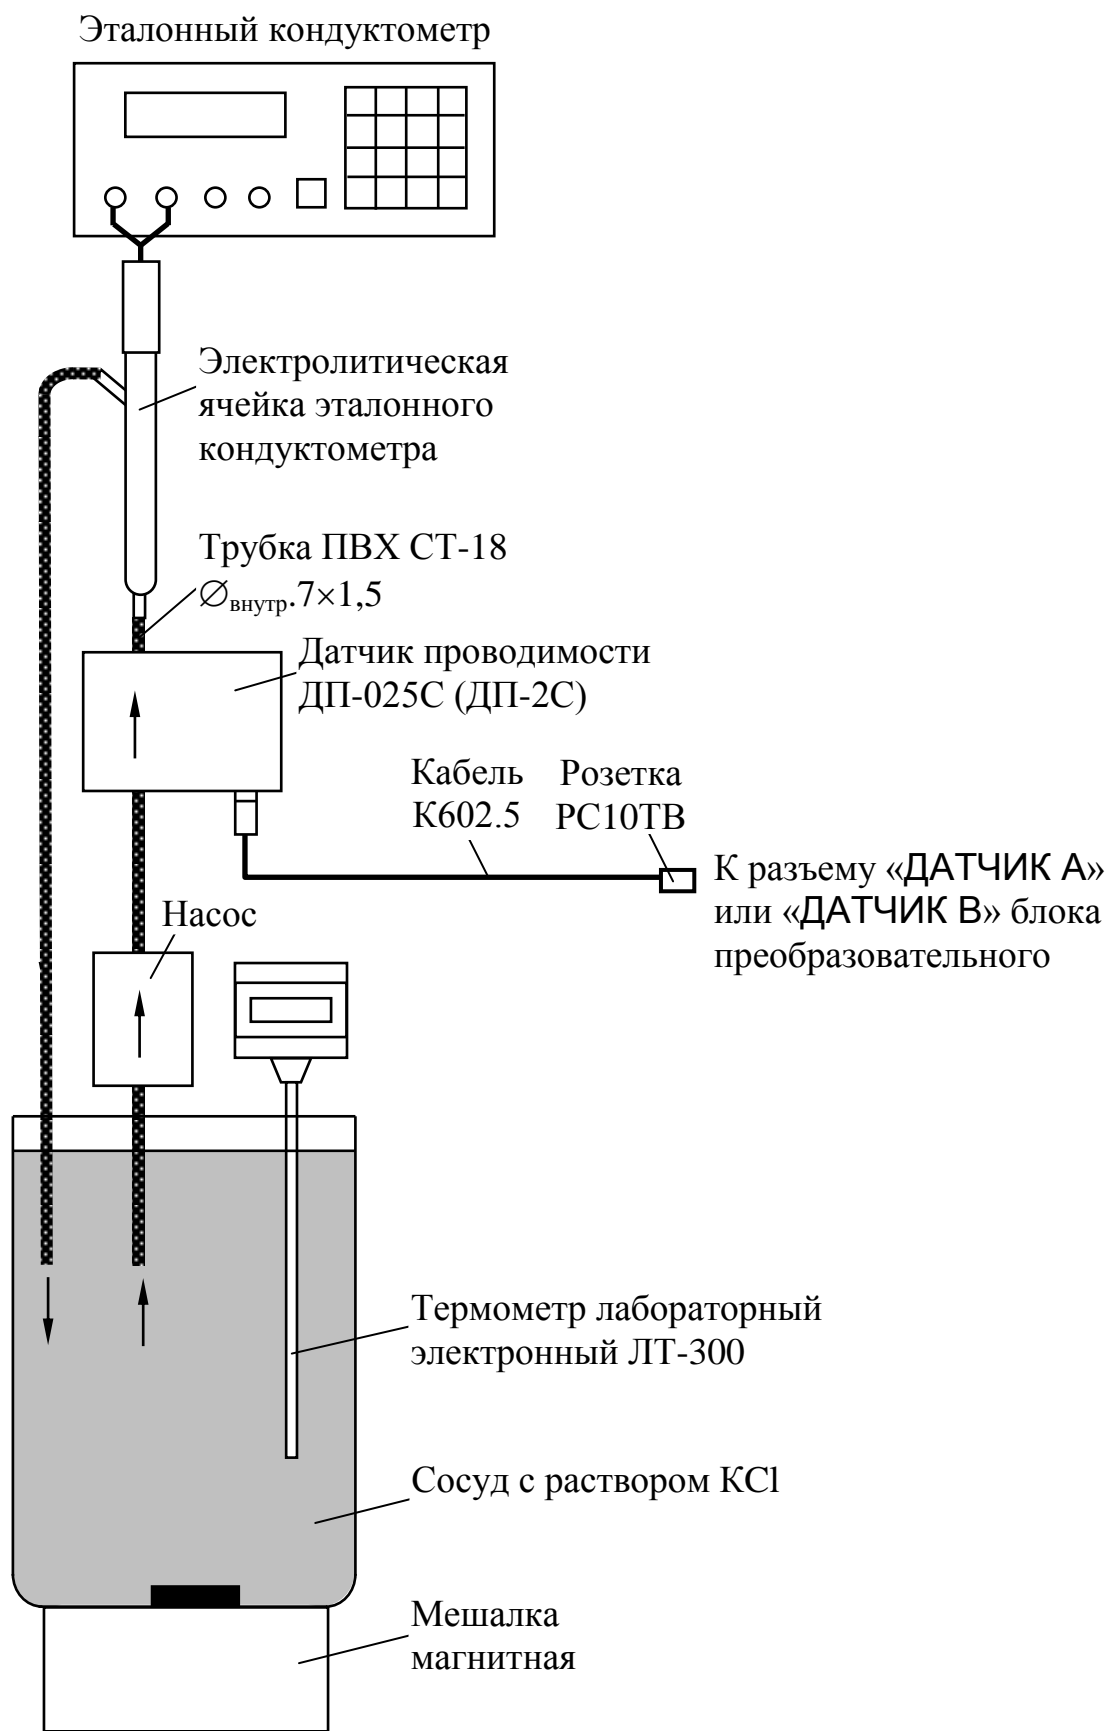 Эталонный кондуктометр
Электролитическая
ячейка эталонного
кондуктометра
Трубка ПВХ СТ-18
∅внутр.7×1,5
Датчик проводимости
ДП-025С (ДП-2С)
Кабель
К602.5
Розетка
РС10ТВ
К разъему «ДАТЧИК А»
или «ДАТЧИК В» блока
преобразовательного
Насос
Термометр лабораторный
электронный ЛТ-300
Сосуд с раствором KCl
Мешалка
магнитная